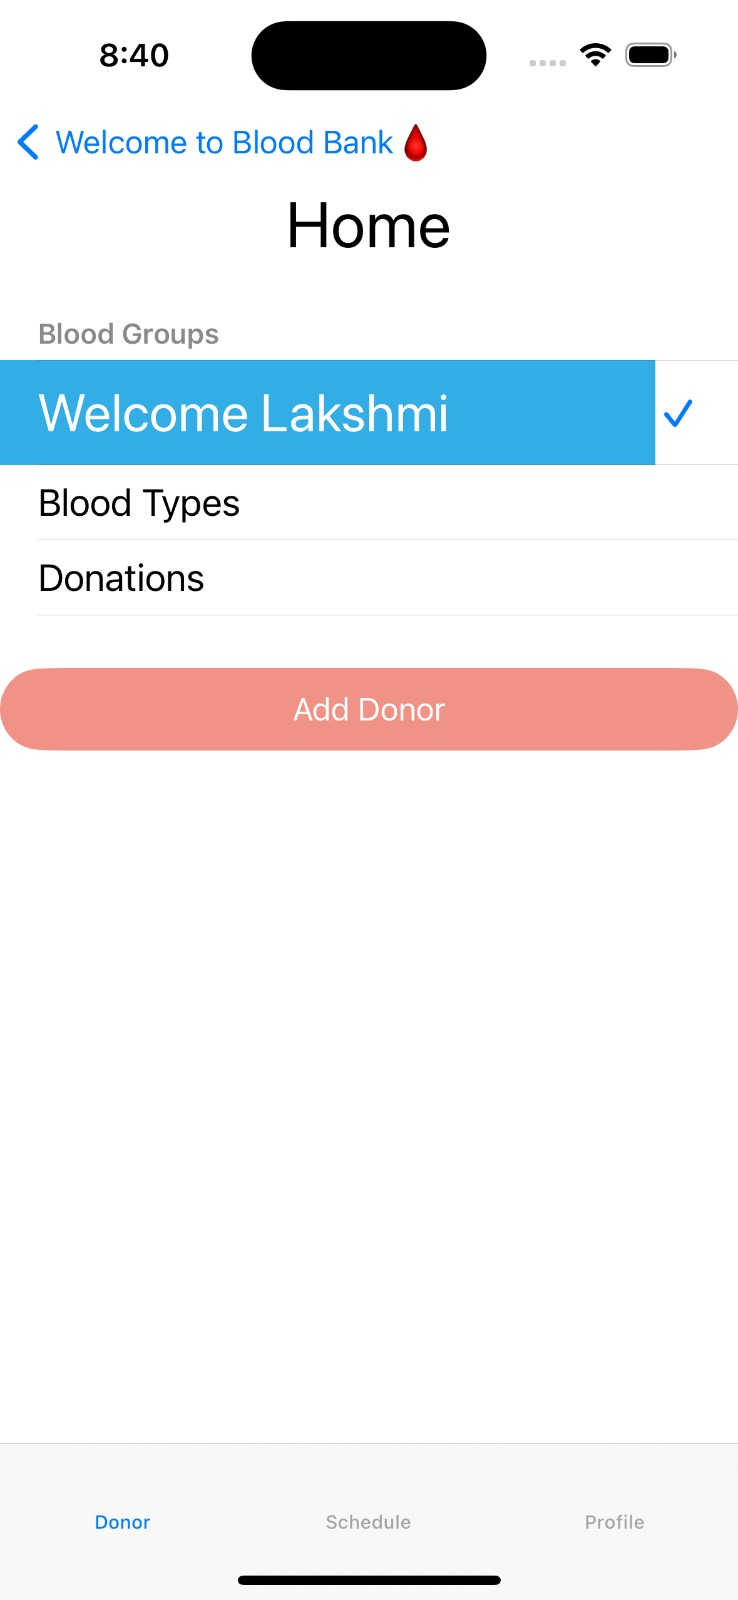 8:40
Welcome to Blood Bank🩸
Home
Blood Groups
Welcome Lakshmi
Blood Types
Donations
Add Donor
Donor
Schedule
Profile